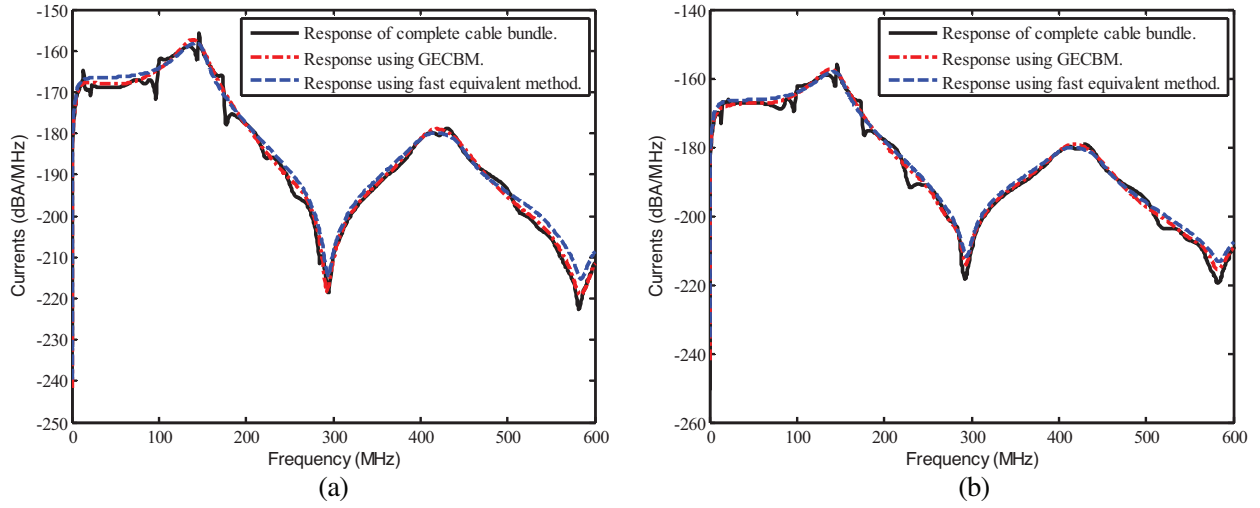 Response of complete cable bundle.
Response using GECBM.
Response using fast equivalent method.
-150
-160
-170
-180
-190
-200
-210
-220
-230
-240
-250
Currents (dBA/MHz)
0 100 200 300 400 500 600
Frequency (MHz)
(a)
Response of complete cable bundle.
Response using GECBM.
Response using fast equivalent method.
-140
-160
-180
-200
-220
-240
-260
Currents (dBA/MHz)
0 100 200 300 400 500 600
Frequency (MHz)
(b)